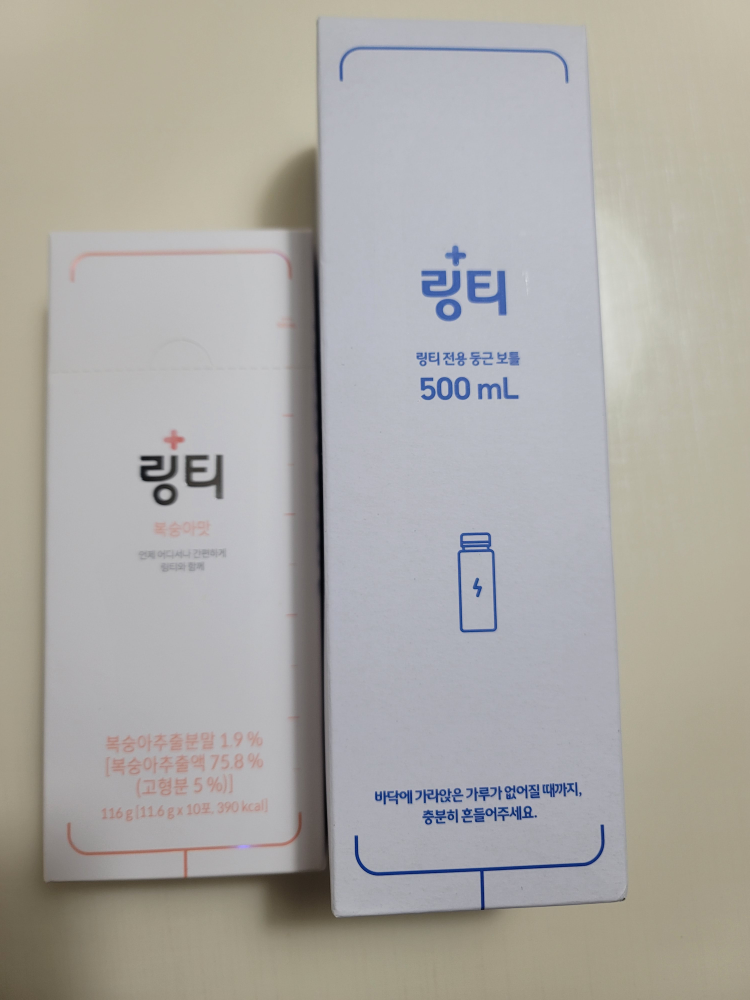 링티
복숭아맛
언제 어디서나 간편하게
링티와 함께
복숭아추출분말 1.9 %
[복숭아추출액 75.8 %
(고형분 5 %)]
116 g [11.6 g x 10포, 390 kcal]
링티
링티 전용 둥근 보틀
500 mL
바닥에 가라앉은 가루가 없어질 때까지,
충분히 흔들어주세요.